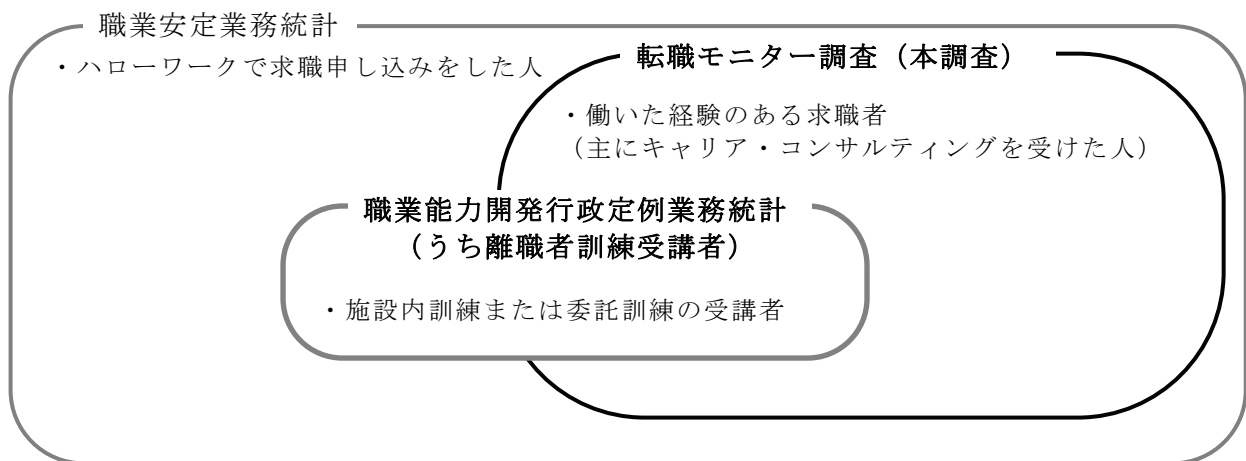 職業安定業務統計
・ハローワークで求職申し込みをした人
転職モニター調査（本調査）
・働いた経験のある求職者
（主にキャリア・コンサルティングを受けた人）
職業能力開発行政定例業務統計
（うち離職者訓練受講者）
・施設内訓練または委託訓練の受講者